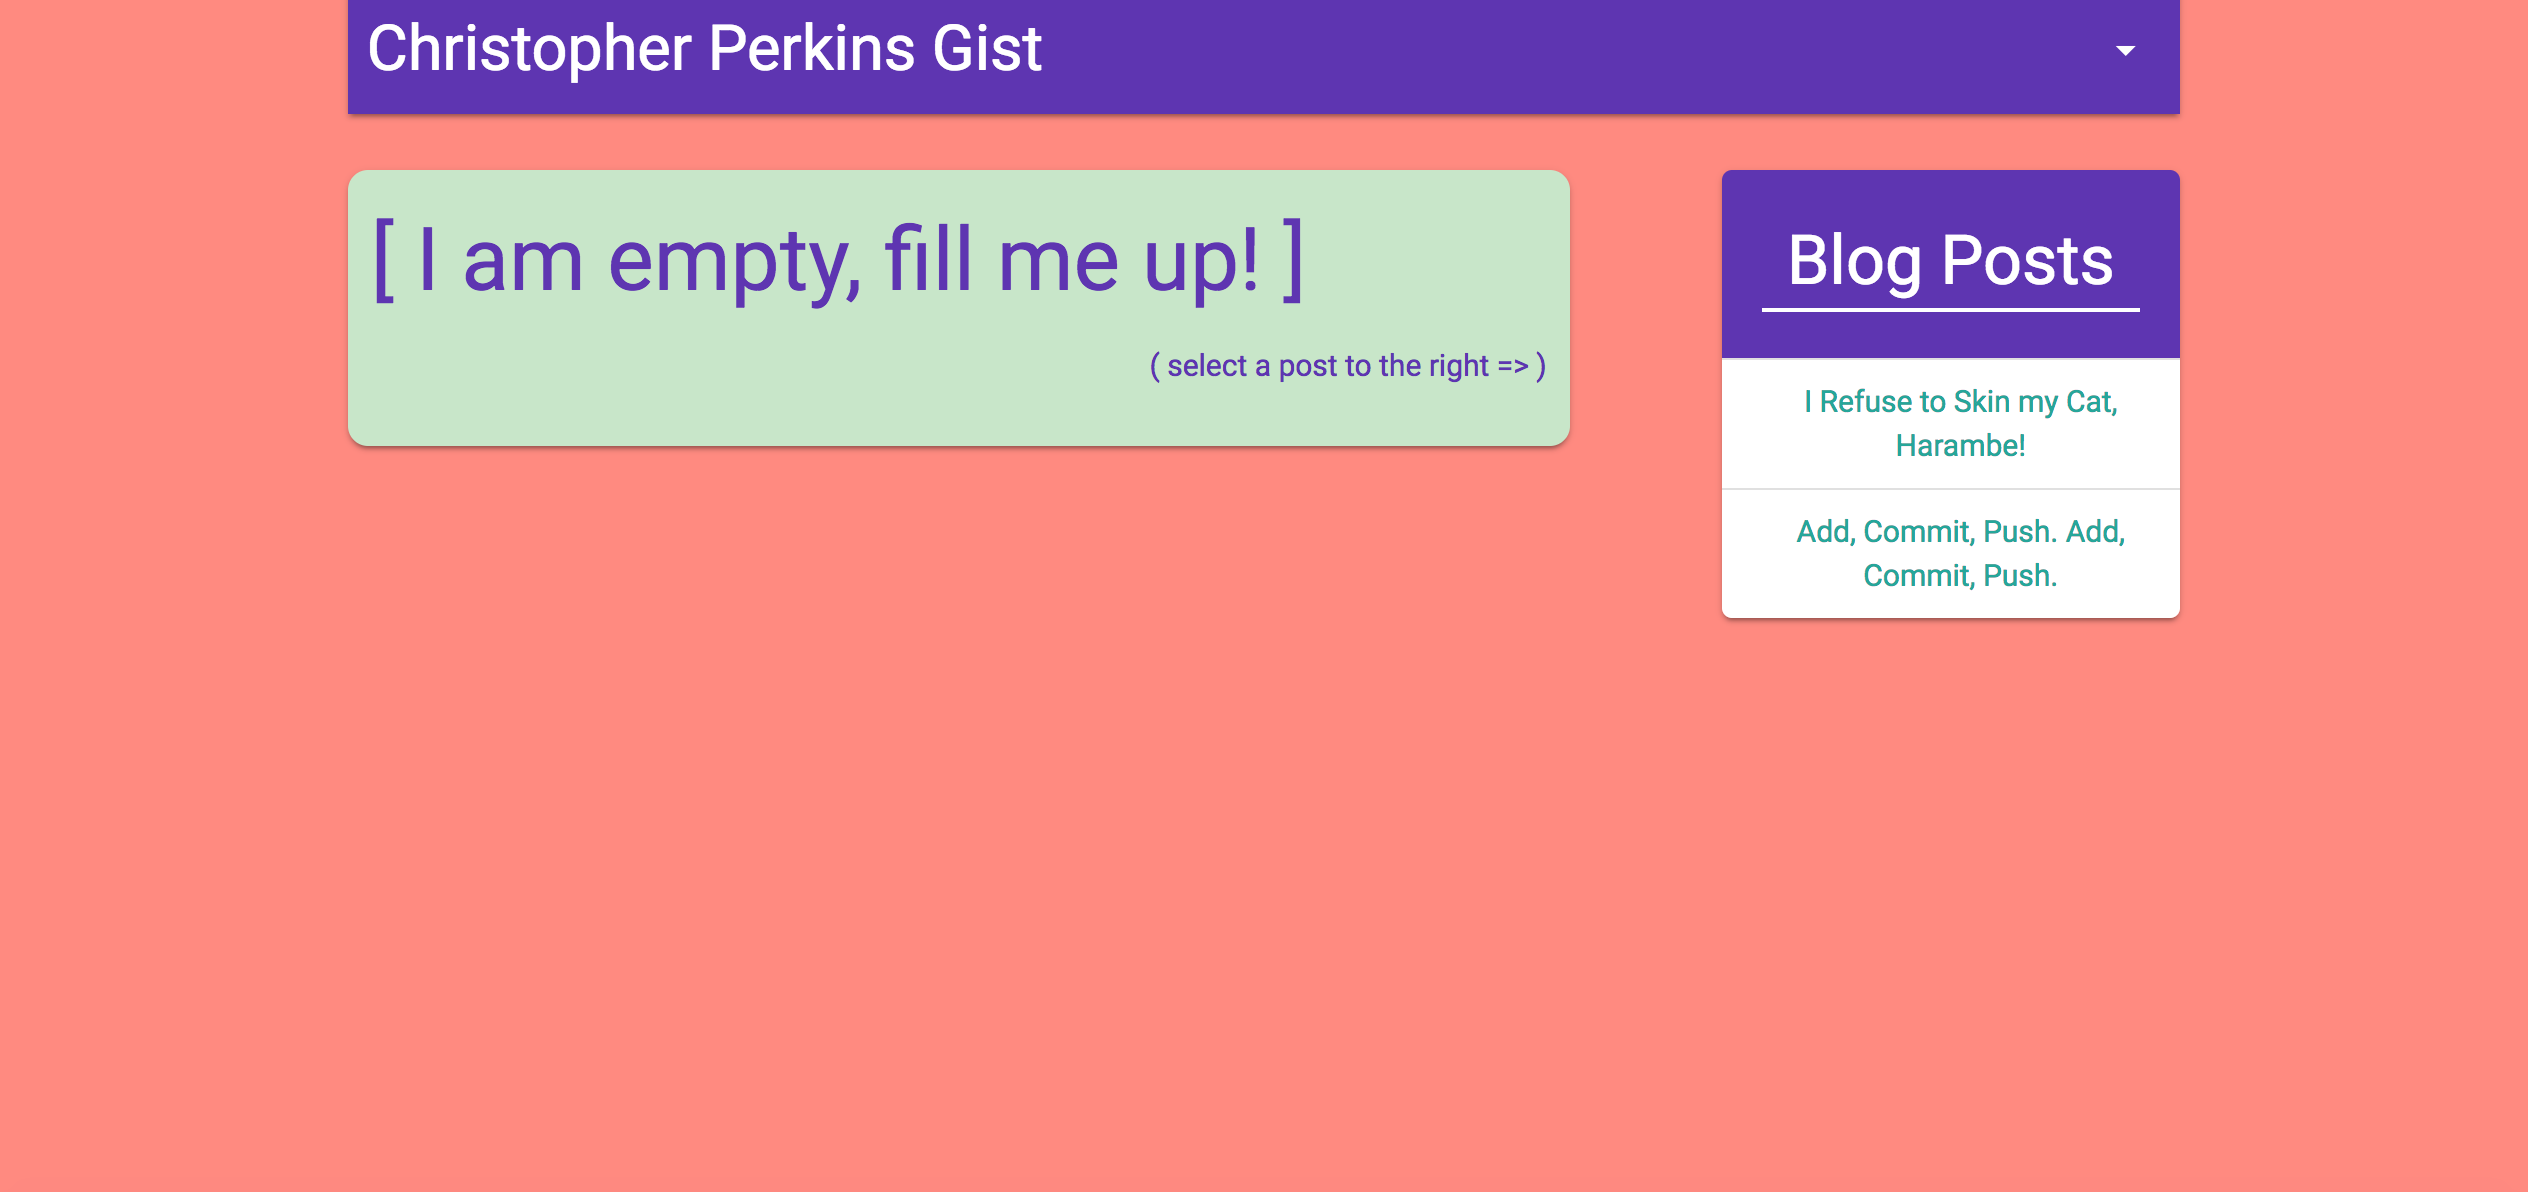 Christopher Perkins Gist
[ I am empty, fill me up! ]
( select a post to the right => )
Blog Posts
I Refuse to Skin my Cat,
Harambe!
Add, Commit, Push. Add,
Commit, Push.